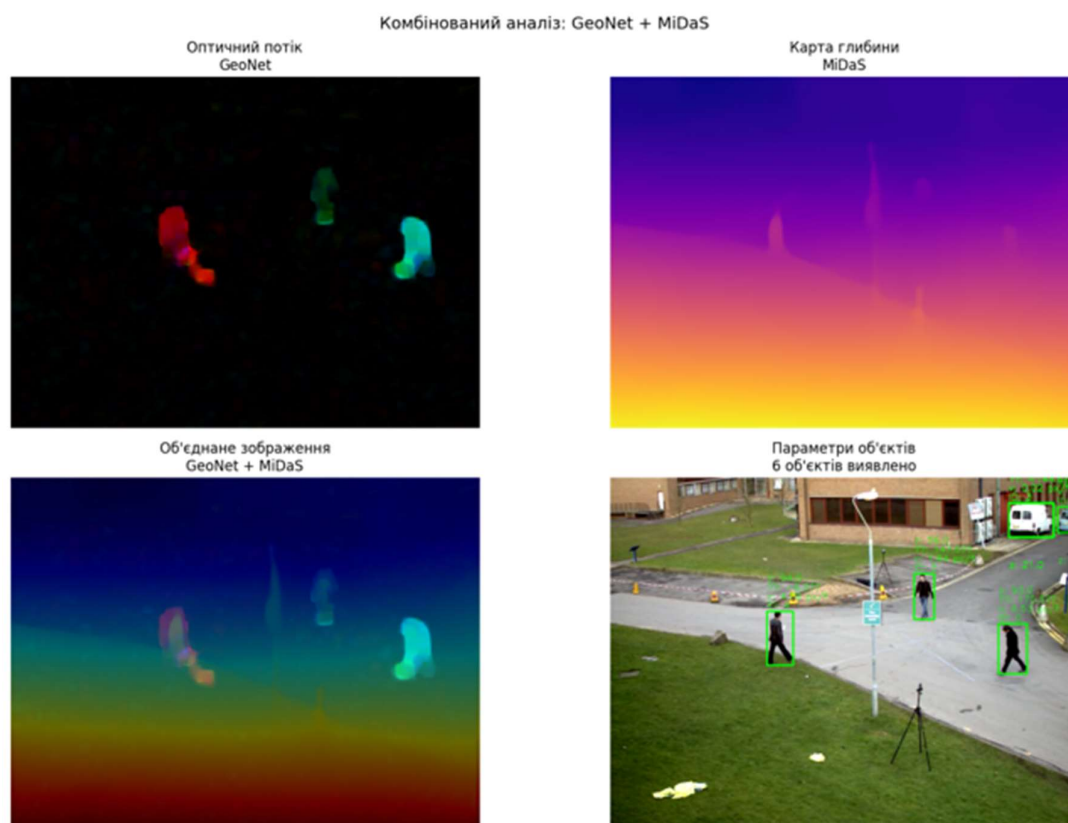 Комбінований аналіз: GeoNet + MiDaS
Оптичний потік
GeoNet
Карта глибини
MiDaS
Об'єднане зображення
GeoNet + MiDaS
Параметри об'єктів
6 об'єктів виявлено